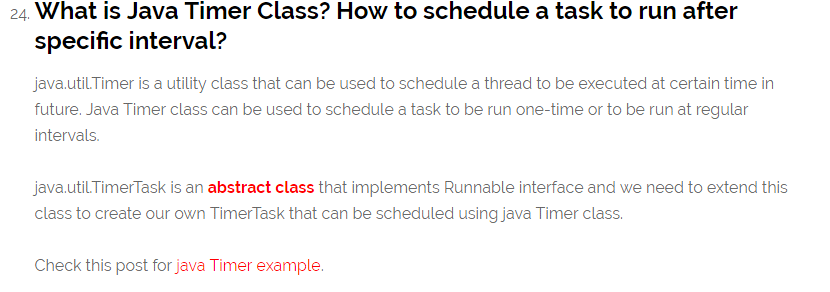 24. What is Java Timer Class? How to schedule a task to run after
specific interval?
java.util.Timer is a utility class that can be used to schedule a thread to be executed at certain time in
future. Java Timer class can be used to schedule a task to be run one-time or to be run at regular
intervals.
java.util.TimerTask is an abstract class that implements Runnable interface and we need to extend this
class to create our own TimerTask that can be scheduled using java Timer class.
Check this post for java Timer example.